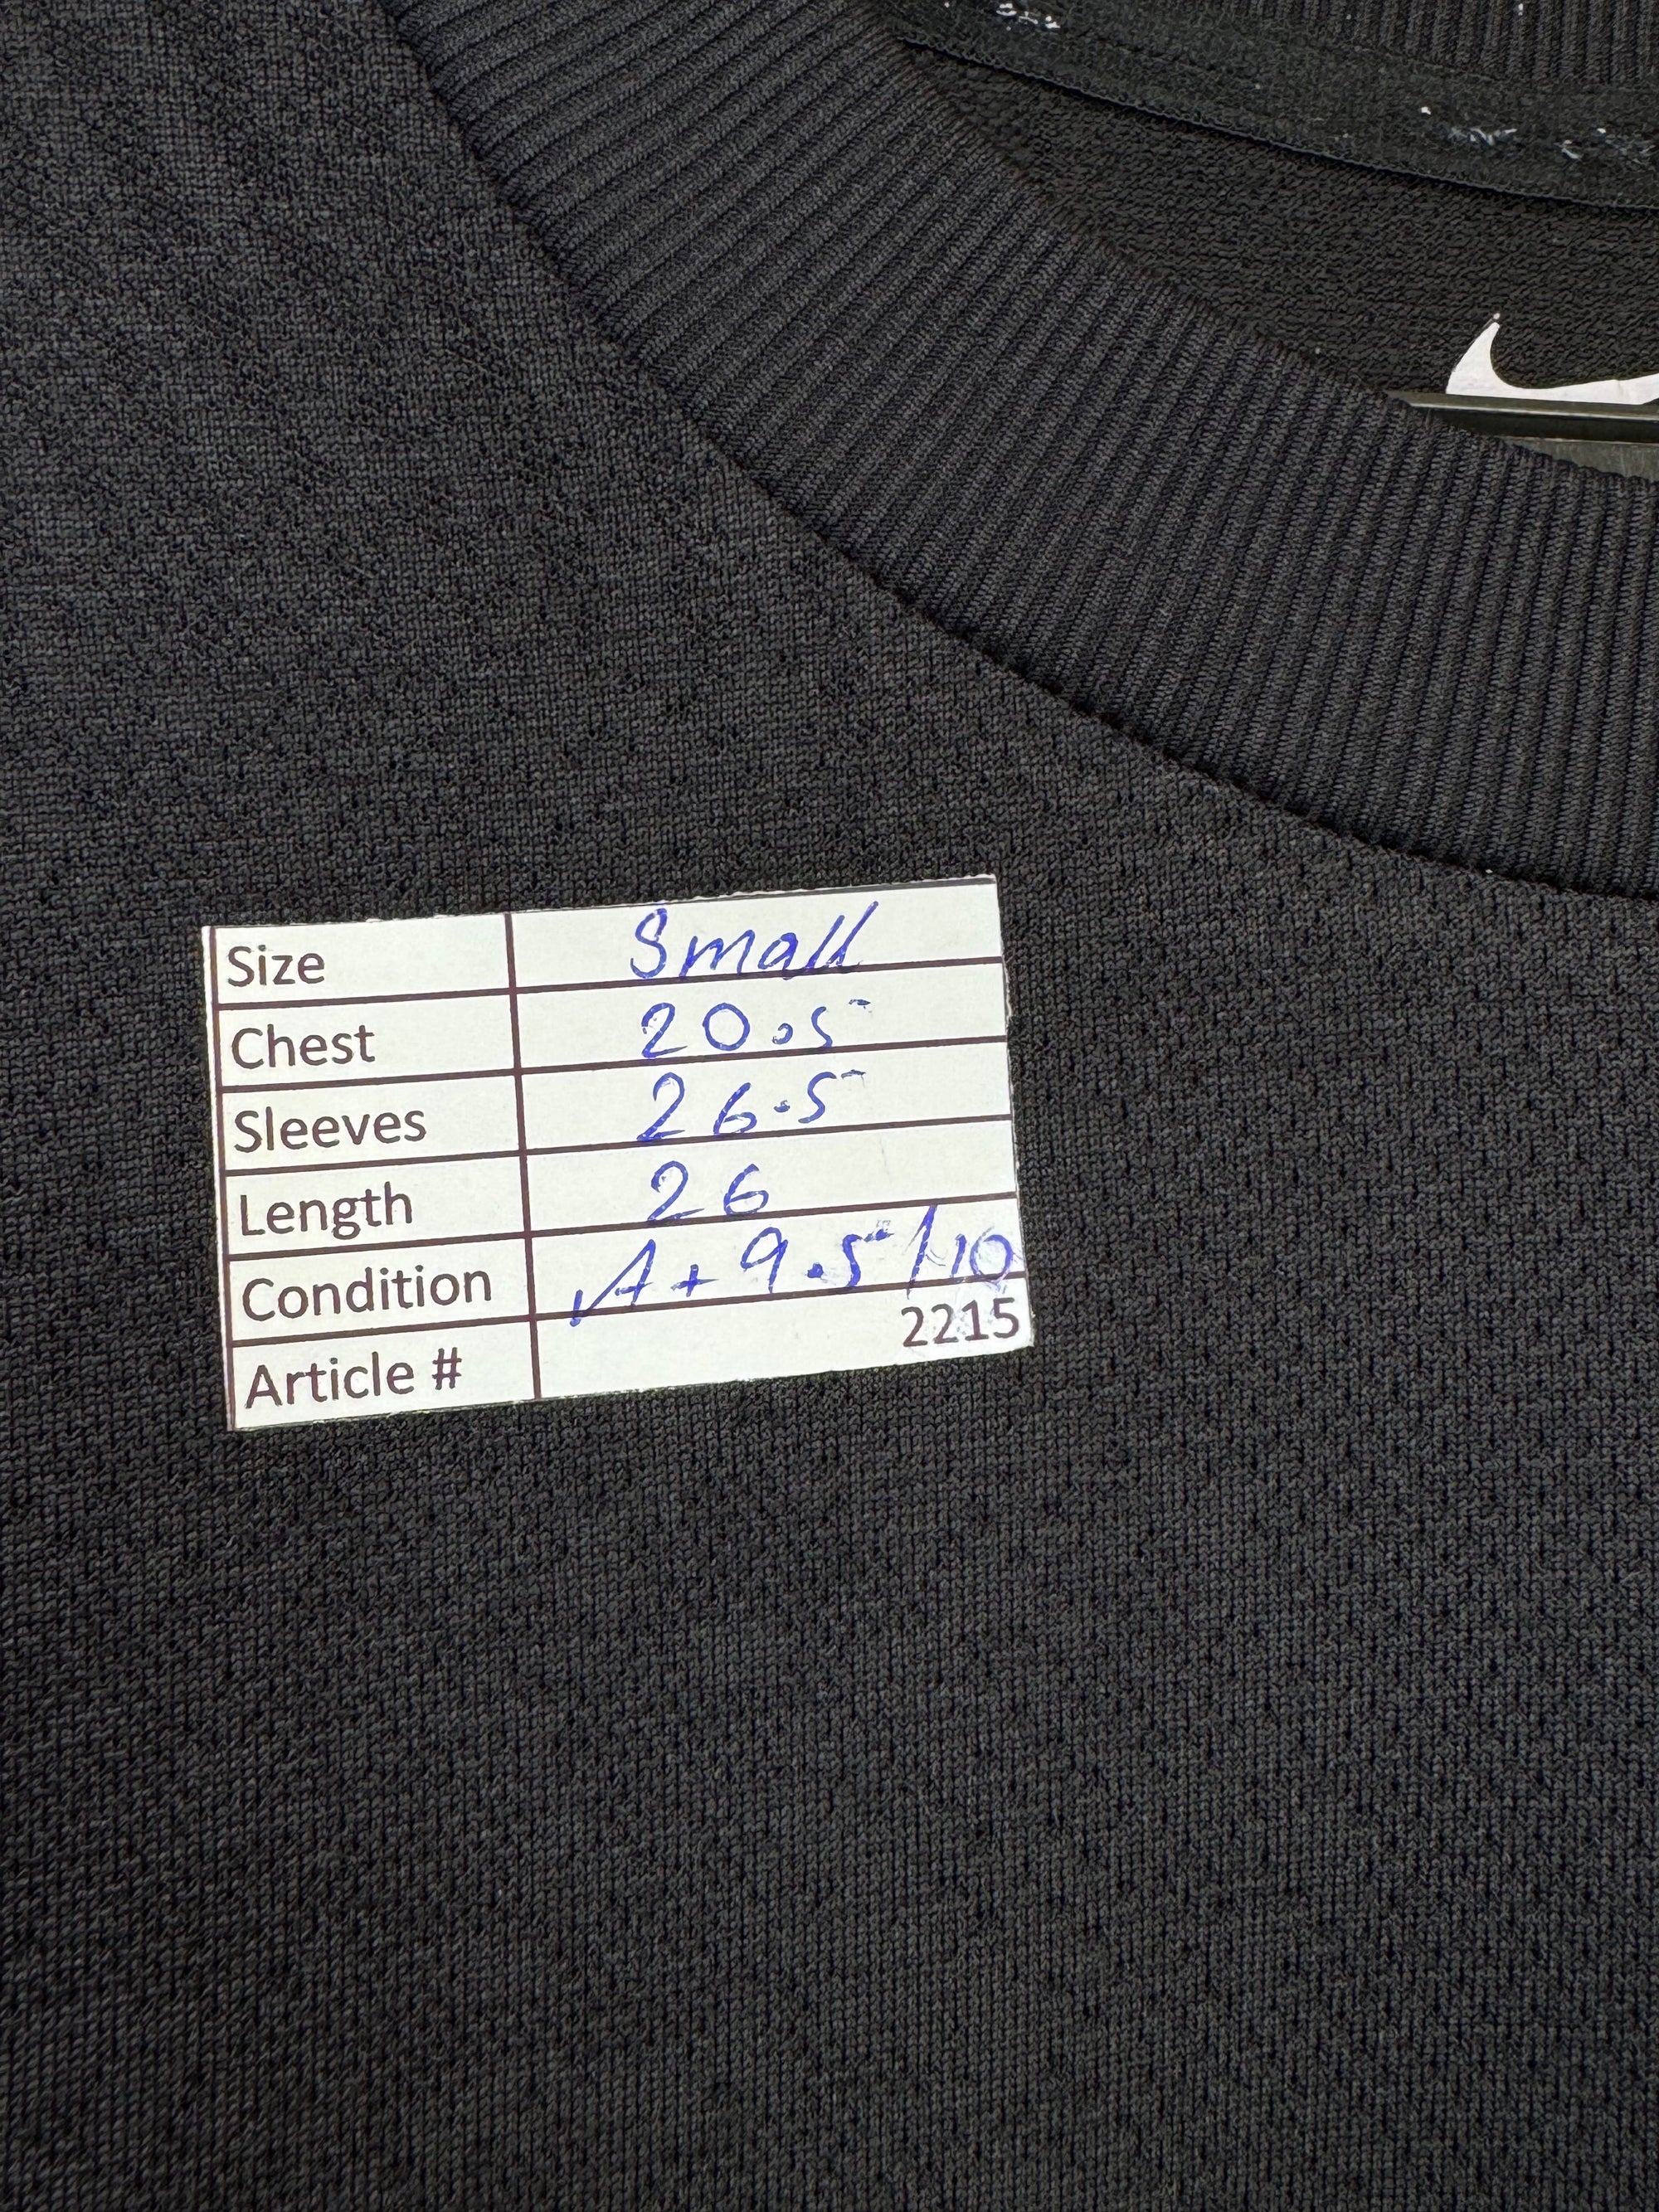 Size Small
Chest 20.5
Sleeves 26.5
Length 26
Condition A+ 9.5/10
Article # 2215